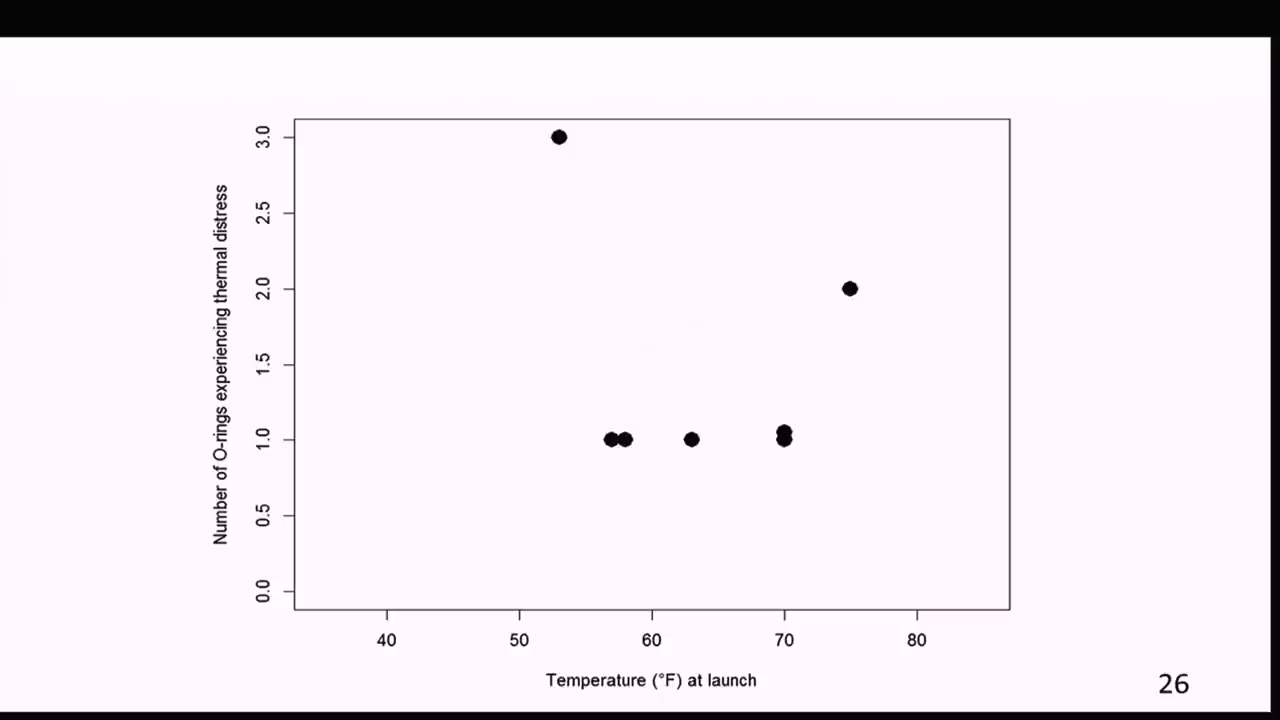 3.0
2.5
2.0
1.5
1.0
0.5
0.0
Number of O-rings experiencing thermal distress
40 50 60 70 80
Temperature (°F) at launch
26